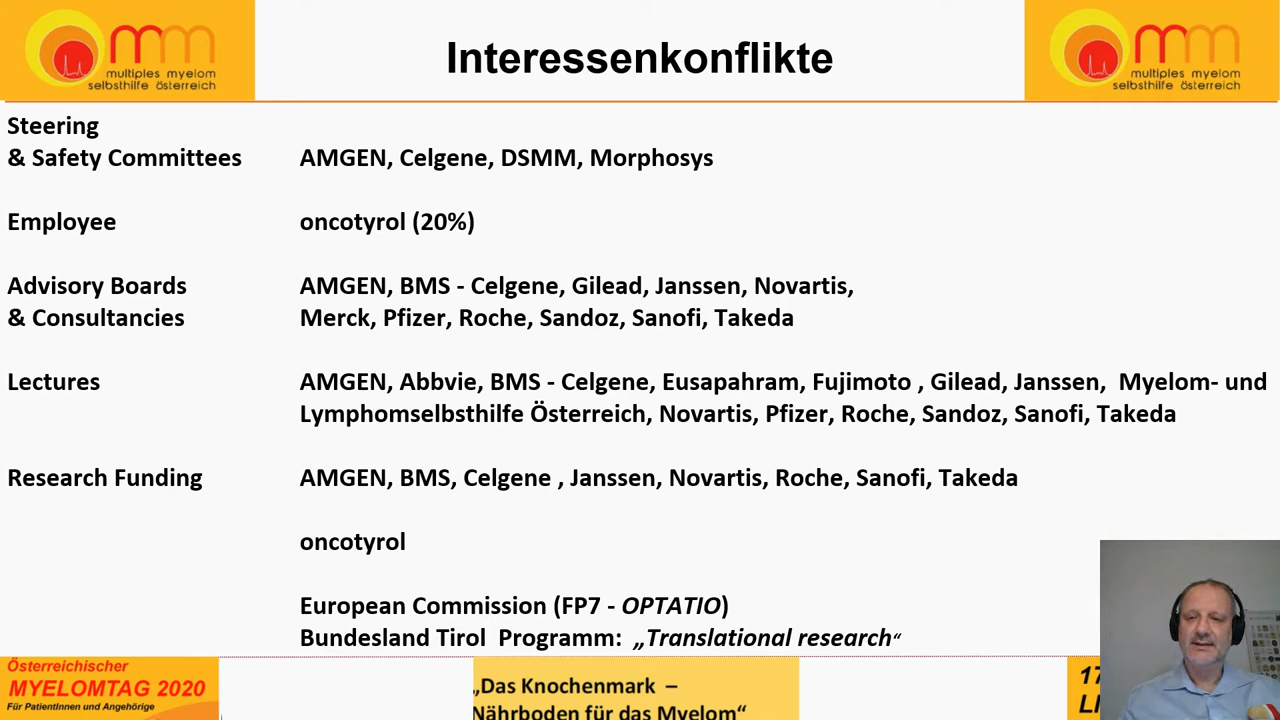 mm
multiples myelom
selbsthilfe österreich
Interessenkonflikte
mm
multiples myelom
selbsthilfe österreich
Steering
& Safety Committees AMGEN, Celgene, DSMM, Morphosys
Employee oncotyrol (20%)
Advisory Boards AMGEN, BMS - Celgene, Gilead, Janssen, Novartis,
& Consultancies Merck, Pfizer, Roche, Sandoz, Sanofi, Takeda
Lectures AMGEN, Abbvie, BMS - Celgene, Eusapahram, Fujimoto , Gilead, Janssen, Myelom- und
Lymphomselbsthilfe Österreich, Novartis, Pfizer, Roche, Sandoz, Sanofi, Takeda
Research Funding AMGEN, BMS, Celgene , Janssen, Novartis, Roche, Sanofi, Takeda
oncotyrol
European Commission (FP7 - OPTATIO)
Bundesland Tirol Programm: „Translational research“
Österreichischer
MYELOMTAG 2020
Für PatientInnen und Angehörige
„Das Knochenmark –
Nährboden für das Myelom“
17
LI